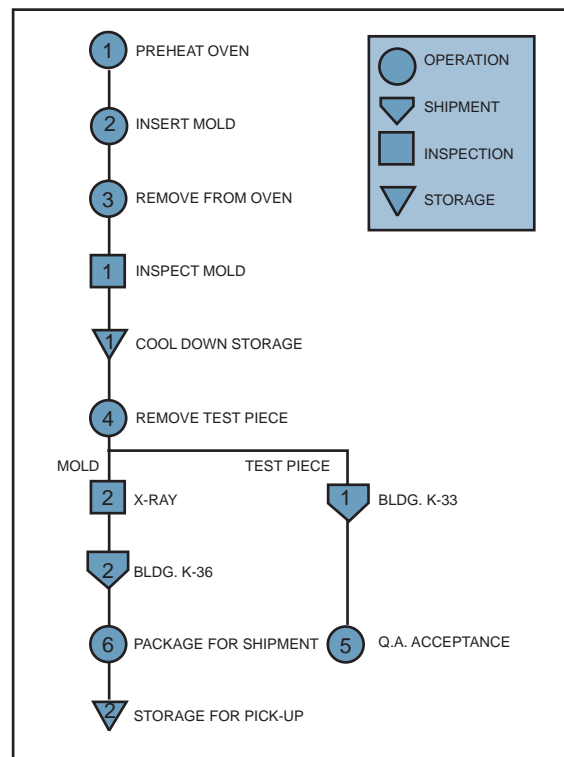 1 PREHEAT OVEN
2 INSERT MOLD
3 REMOVE FROM OVEN
1 INSPECT MOLD
1 COOL DOWN STORAGE
4 REMOVE TEST PIECE
MOLD TEST PIECE
2 X-RAY 1 BLDG. K-33
2 BLDG. K-36
6 PACKAGE FOR SHIPMENT 5 Q.A. ACCEPTANCE
2 STORAGE FOR PICK-UP
OPERATION
SHIPMENT
INSPECTION
STORAGE